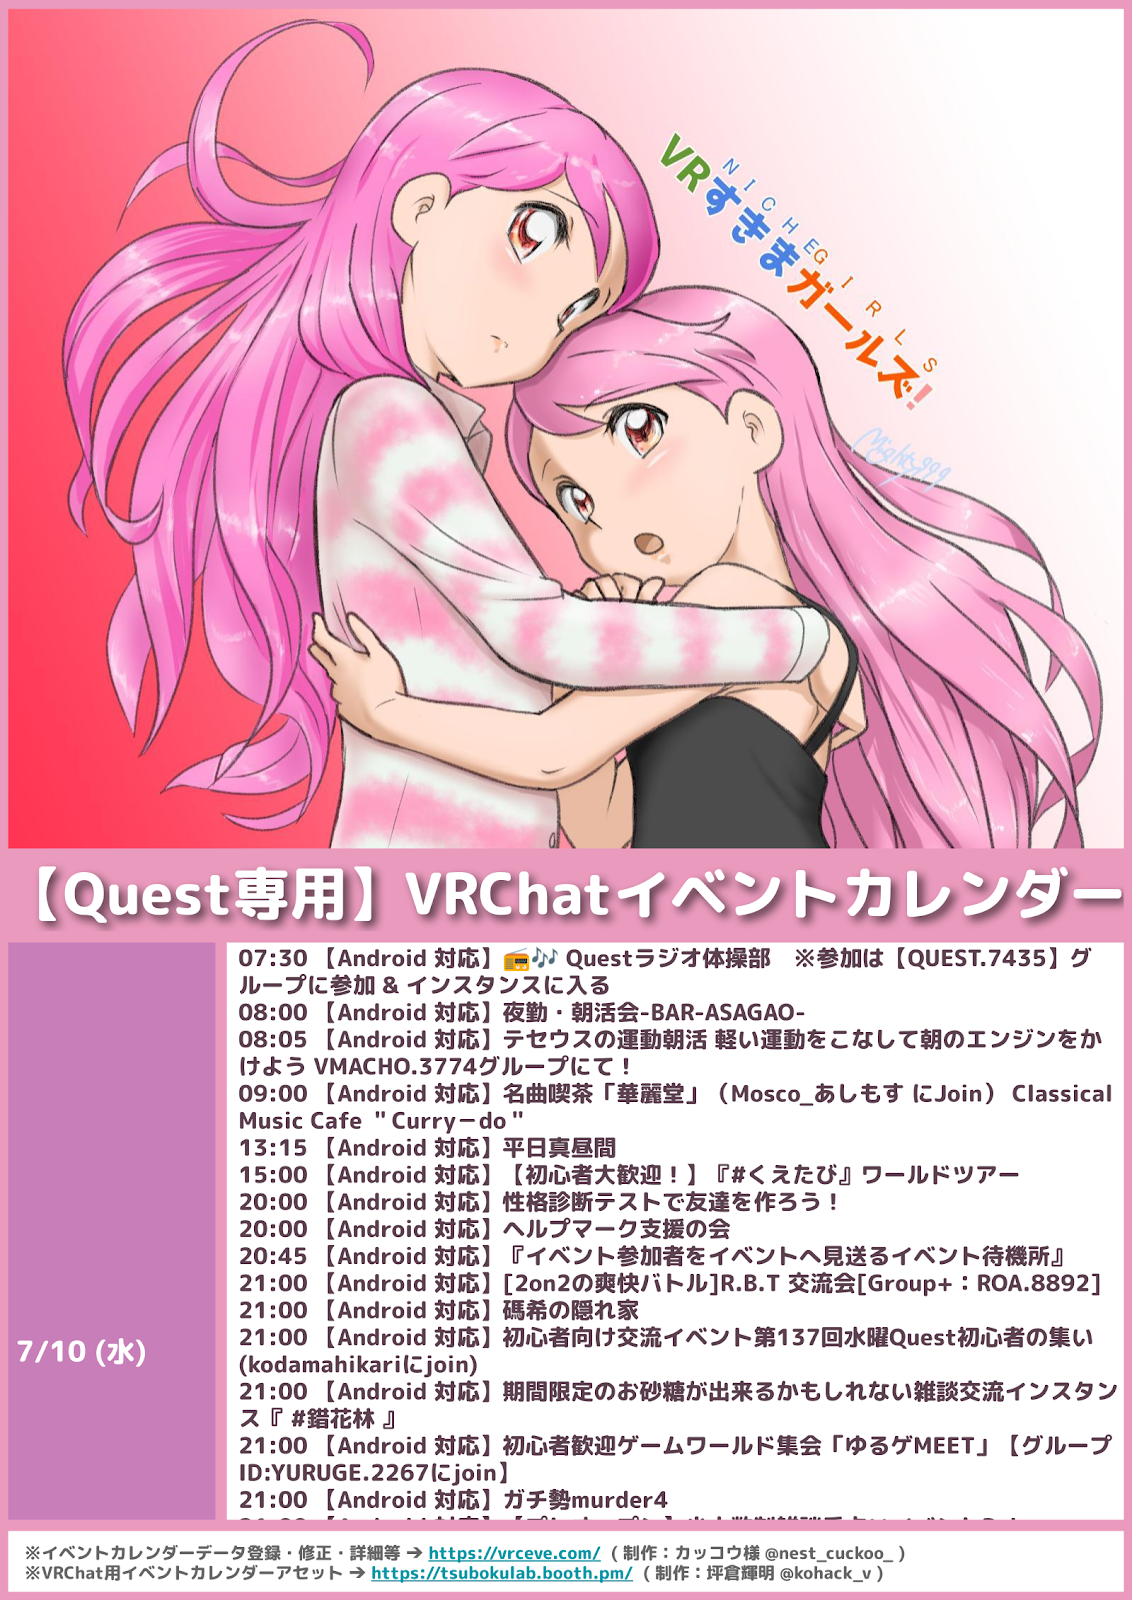 NICHE GIRLS
VRすきまガールズ!
Mighty999
【Quest専用】VRChatイベントカレンダー
7/10 (水)
07:30 【Android 対応】📻🎶 Questラジオ体操部　※参加は【QUEST.7435】グ
ループに参加 & インスタンスに入る
08:00 【Android 対応】夜勤・朝活会-BAR-ASAGAO-
08:05 【Android 対応】テセウスの運動朝活 軽い運動をこなして朝のエンジンをか
けよう VMACHO.3774グループにて！
09:00 【Android 対応】名曲喫茶「華麗堂」（Mosco_あしもす にJoin） Classical
Music Cafe ＂Curry－do＂
13:15 【Android 対応】平日真昼間
15:00 【Android 対応】【初心者大歓迎！】『#くえたび』ワールドツアー
20:00 【Android 対応】性格診断テストで友達を作ろう！
20:00 【Android 対応】ヘルプマーク支援の会
20:45 【Android 対応】『イベント参加者をイベントへ見送るイベント待機所』
21:00 【Android 対応】[2on2の爽快バトル]R.B.T 交流会[Group+：ROA.8892]
21:00 【Android 対応】碼希の隠れ家
21:00 【Android 対応】初心者向け交流イベント第137回水曜Quest初心者の集い
(kodamahikariにjoin)
21:00 【Android 対応】期間限定のお砂糖が出来るかもしれない雑談交流インスタン
ス『 #錯花林 』
21:00 【Android 対応】初心者歓迎ゲームワールド集会「ゆるゲMEET」【グループ
ID:YURUGE.2267にjoin】
21:00 【Android 対応】ガチ勢murder4
※イベントカレンダーデータ登録・修正・詳細等 → https://vrceve.com/ （制作：カッコウ様 @nest_cuckoo_ ）
※VRChat用イベントカレンダーアセット → https://tsubokulab.booth.pm/ （制作：坪倉輝明 @kohack_v ）